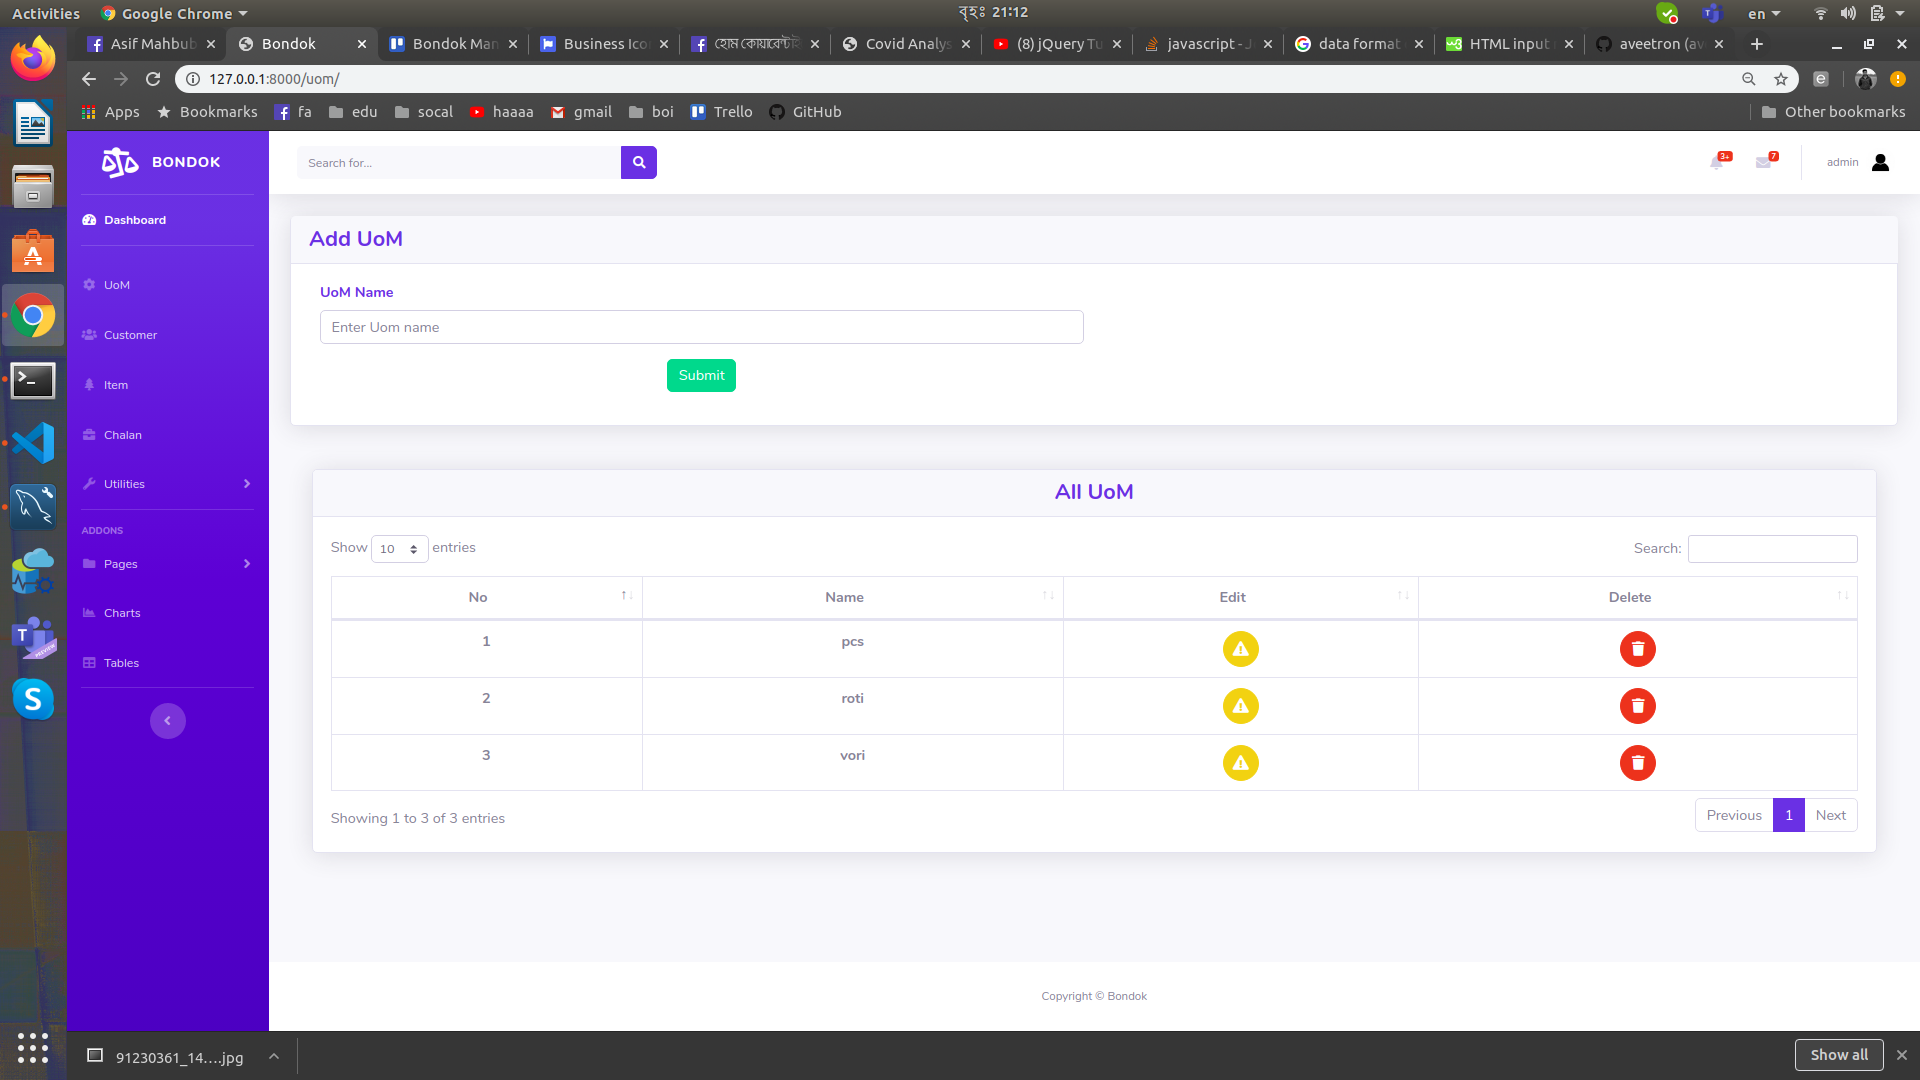 Activities Google Chrome বৃহঃ 21:12 en
Asif Mahbub Bondok Bondok Man Business Ico হোম কোয়ারেন্টাই Covid Analys (8) jQuery Tu javascript - J data format HTML input aveetron (av
127.0.0.1:8000/uom/
Apps Bookmarks fa edu socal haaaa gmail boi Trello GitHub Other bookmarks
BONDOK
Search for...
3+
7
admin
Dashboard
UoM
Customer
Item
Chalan
Utilities
ADDONS
Pages
Charts
Tables
Add UoM
UoM Name
Enter Uom name
Submit
All UoM
Show 10 entries
Search:
No Name Edit Delete
1 pcs
2 roti
3 vori
Showing 1 to 3 of 3 entries
Previous 1 Next
Copyright © Bondok
91230361_14....jpg
Show all